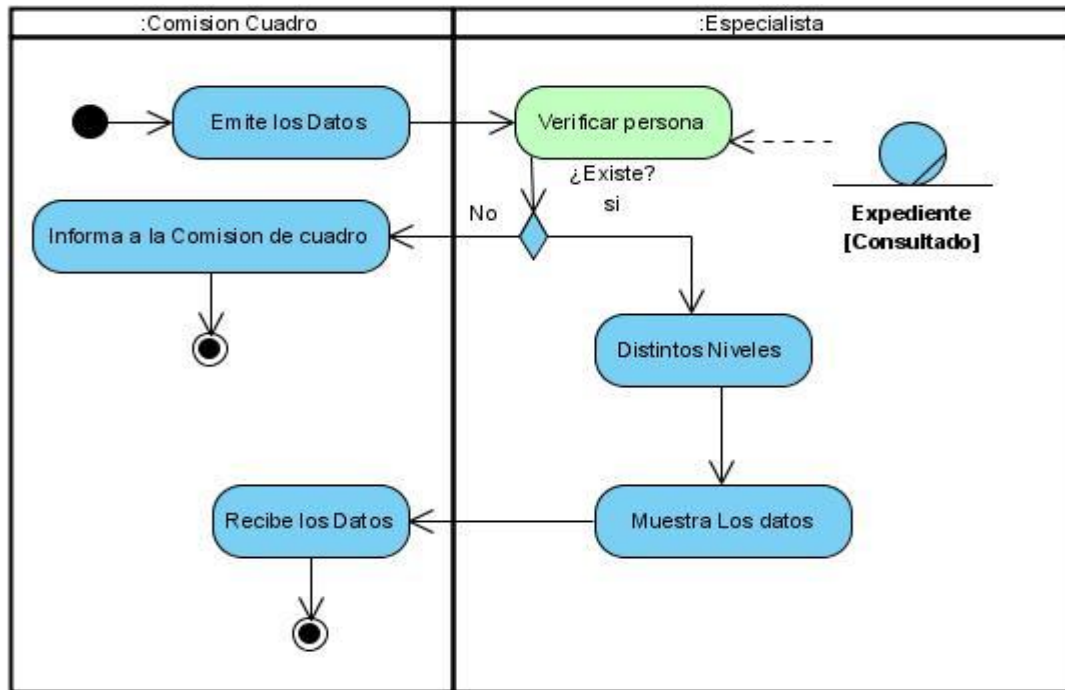 :Comision Cuadro
:Especialista
Emite los Datos
Verificar persona
¿Existe?
si
No
Informa a la Comision de cuadro
Expediente
[Consultado]
Distintos Niveles
Recibe los Datos
Muestra Los datos